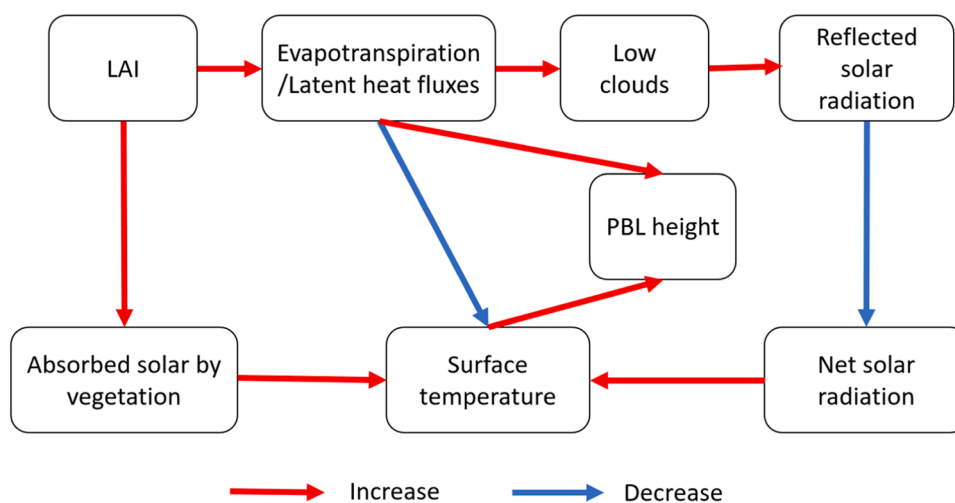 LAI
Evapotranspiration
/Latent heat fluxes
Low
clouds
Reflected
solar
radiation
PBL height
Absorbed solar by
vegetation
Surface
temperature
Net solar
radiation
Increase
Decrease